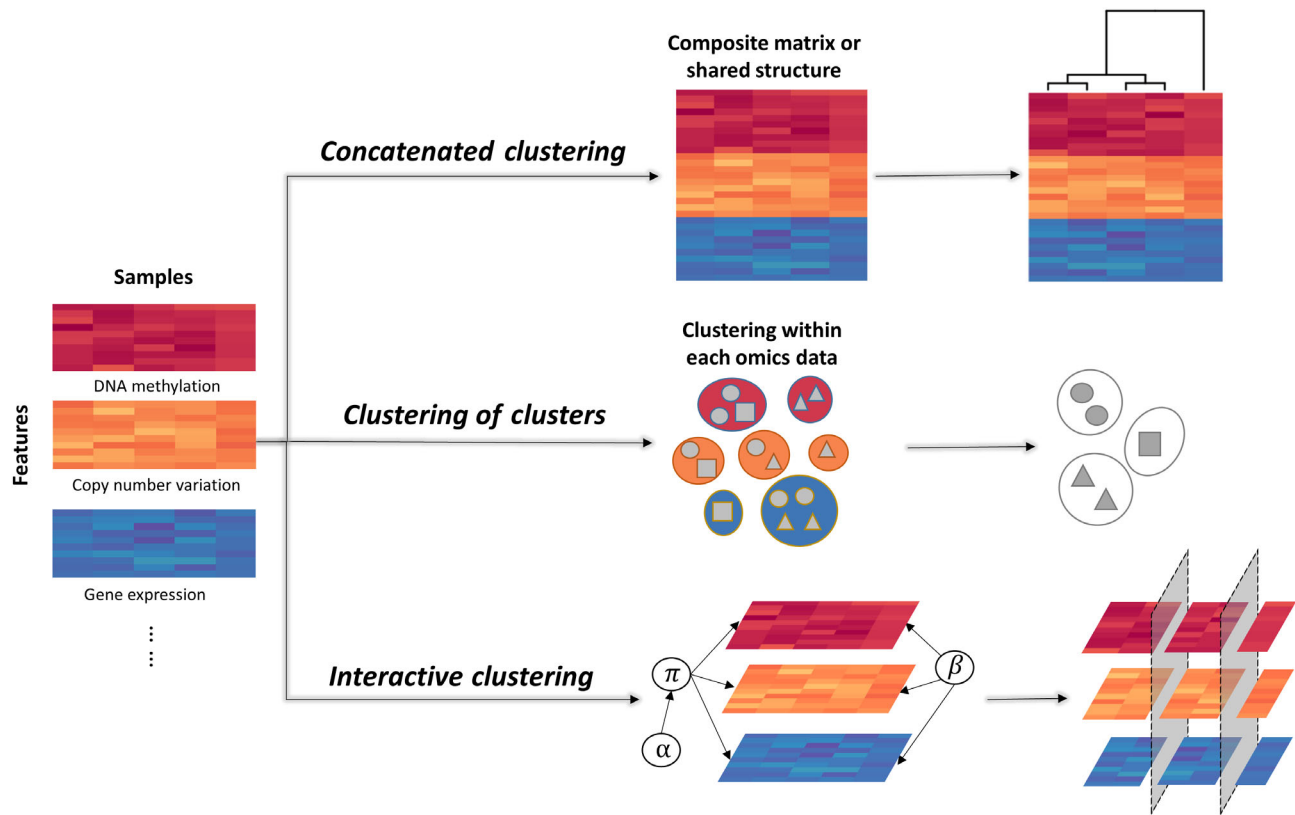 Composite matrix or
shared structure
Concatenated clustering
Samples
DNA methylation
Features
Copy number variation
Gene expression
Clustering within
each omics data
Clustering of clusters
Interactive clustering
π
α
β